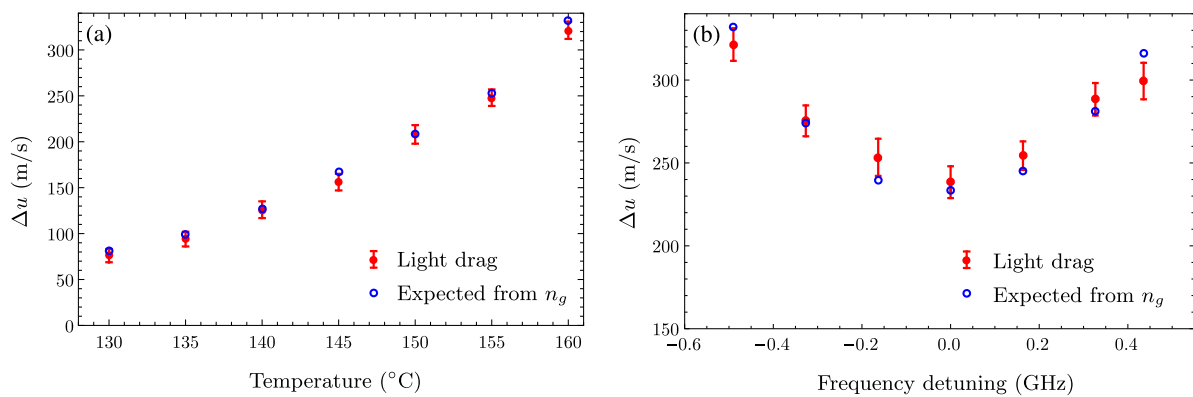 (a)
300
250
200
150
100
50
0
Δu (m/s)
Light drag
Expected from n_g
130 135 140 145 150 155 160
Temperature (°C)
(b)
300
250
200
150
Δu (m/s)
Light drag
Expected from n_g
−0.6 −0.4 −0.2 0.0 0.2 0.4
Frequency detuning (GHz)